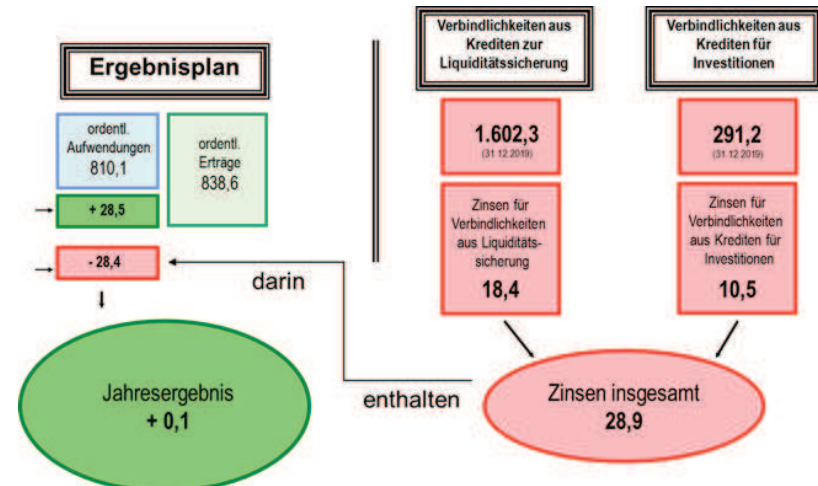 Ergebnisplan
ordentl.
Aufwendungen
810,1
ordentl.
Erträge
838,6
+ 28,5
- 28,4
darin
Jahresergebnis
+ 0,1
enthalten
Verbindlichkeiten aus
Krediten zur
Liquiditätssicherung
1.602,3
(31 12 2019)
Zinsen für
Verbindlichkeiten
aus Liquiditäts-
sicherung
18,4
Verbindlichkeiten aus
Krediten für
Investitionen
291,2
(31 12 2019)
Zinsen für
Verbindlichkeiten
aus Krediten für
Investitionen
10,5
Zinsen insgesamt
28,9